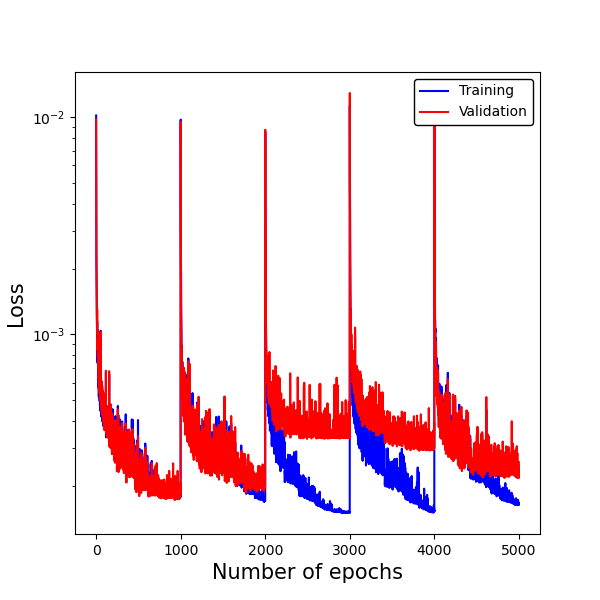 Training
Validation
10⁻²
10⁻³
Loss
0 1000 2000 3000 4000 5000
Number of epochs